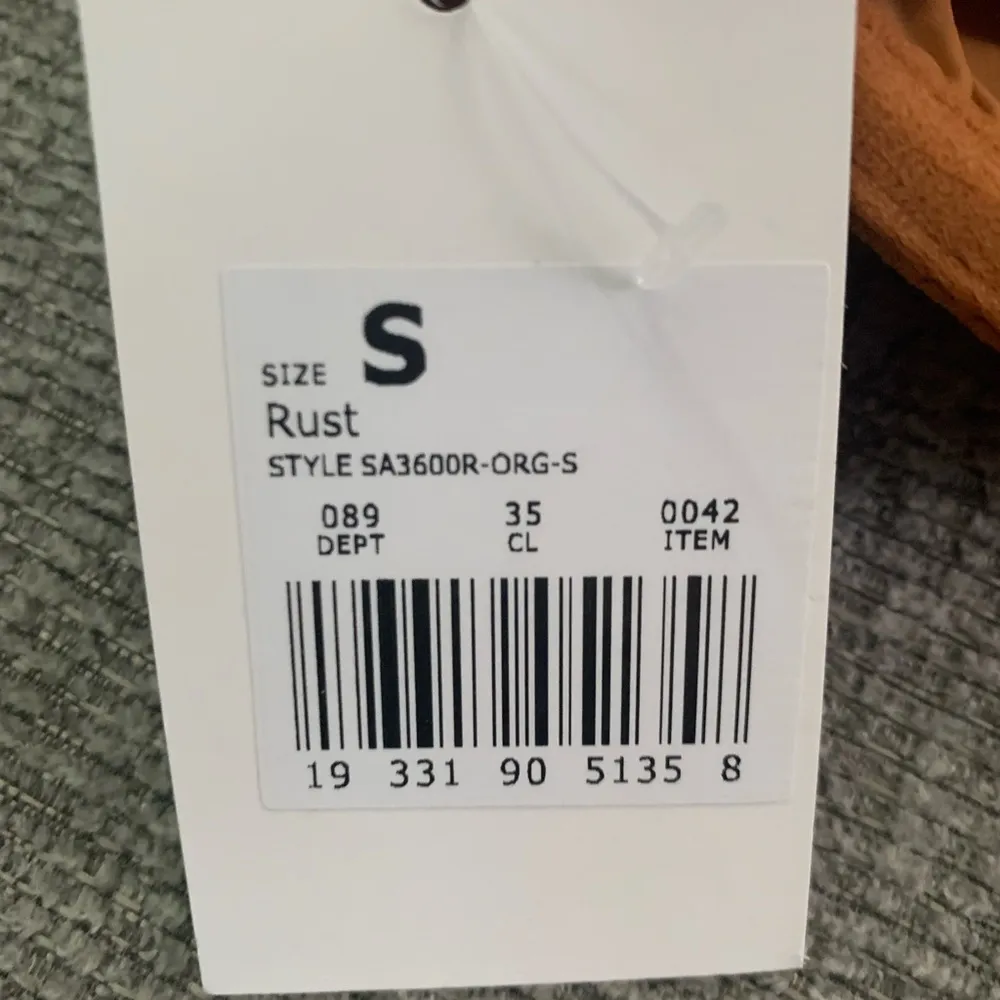 SIZE S
Rust
STYLE SA3600R-ORG-S
089 35 0042
DEPT CL ITEM
19 331 90 5135 8